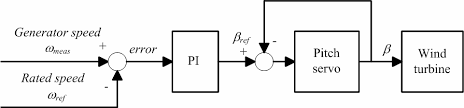 Generator speed
ω_meas
+
error
-
Rated speed
ω_ref
-
PI
β_ref
+
-
Pitch
servo
β
Wind
turbine